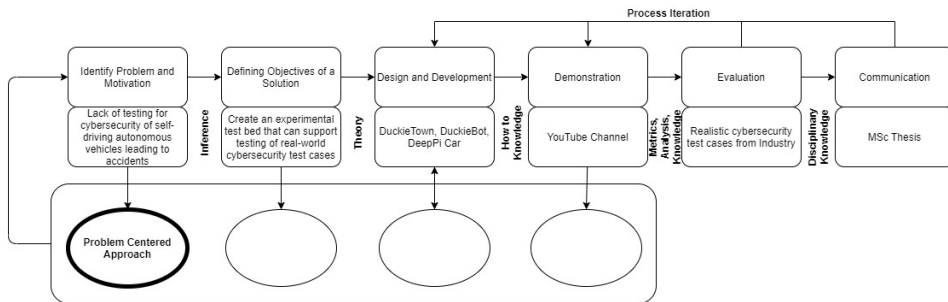 Process Iteration
Identify Problem and
Motivation
Defining Objectives of a
Solution
Design and Development
Demonstration
Evaluation
Communication
Lack of testing for
cybersecurity of self-
driving autonomous
vehicles leading to
accidents
Inference
Create an experimental
test bed that can support
testing of real-world
cybersecurity test cases
Theory
DuckieTown, DuckieBot,
DeepPi Car
How to
Knowledge
YouTube Channel
Metrics,
Analysis,
Knowledge
Realistic cybersecurity
test cases from Industry
Disciplinary
Knowledge
MSc Thesis
Problem Centered
Approach